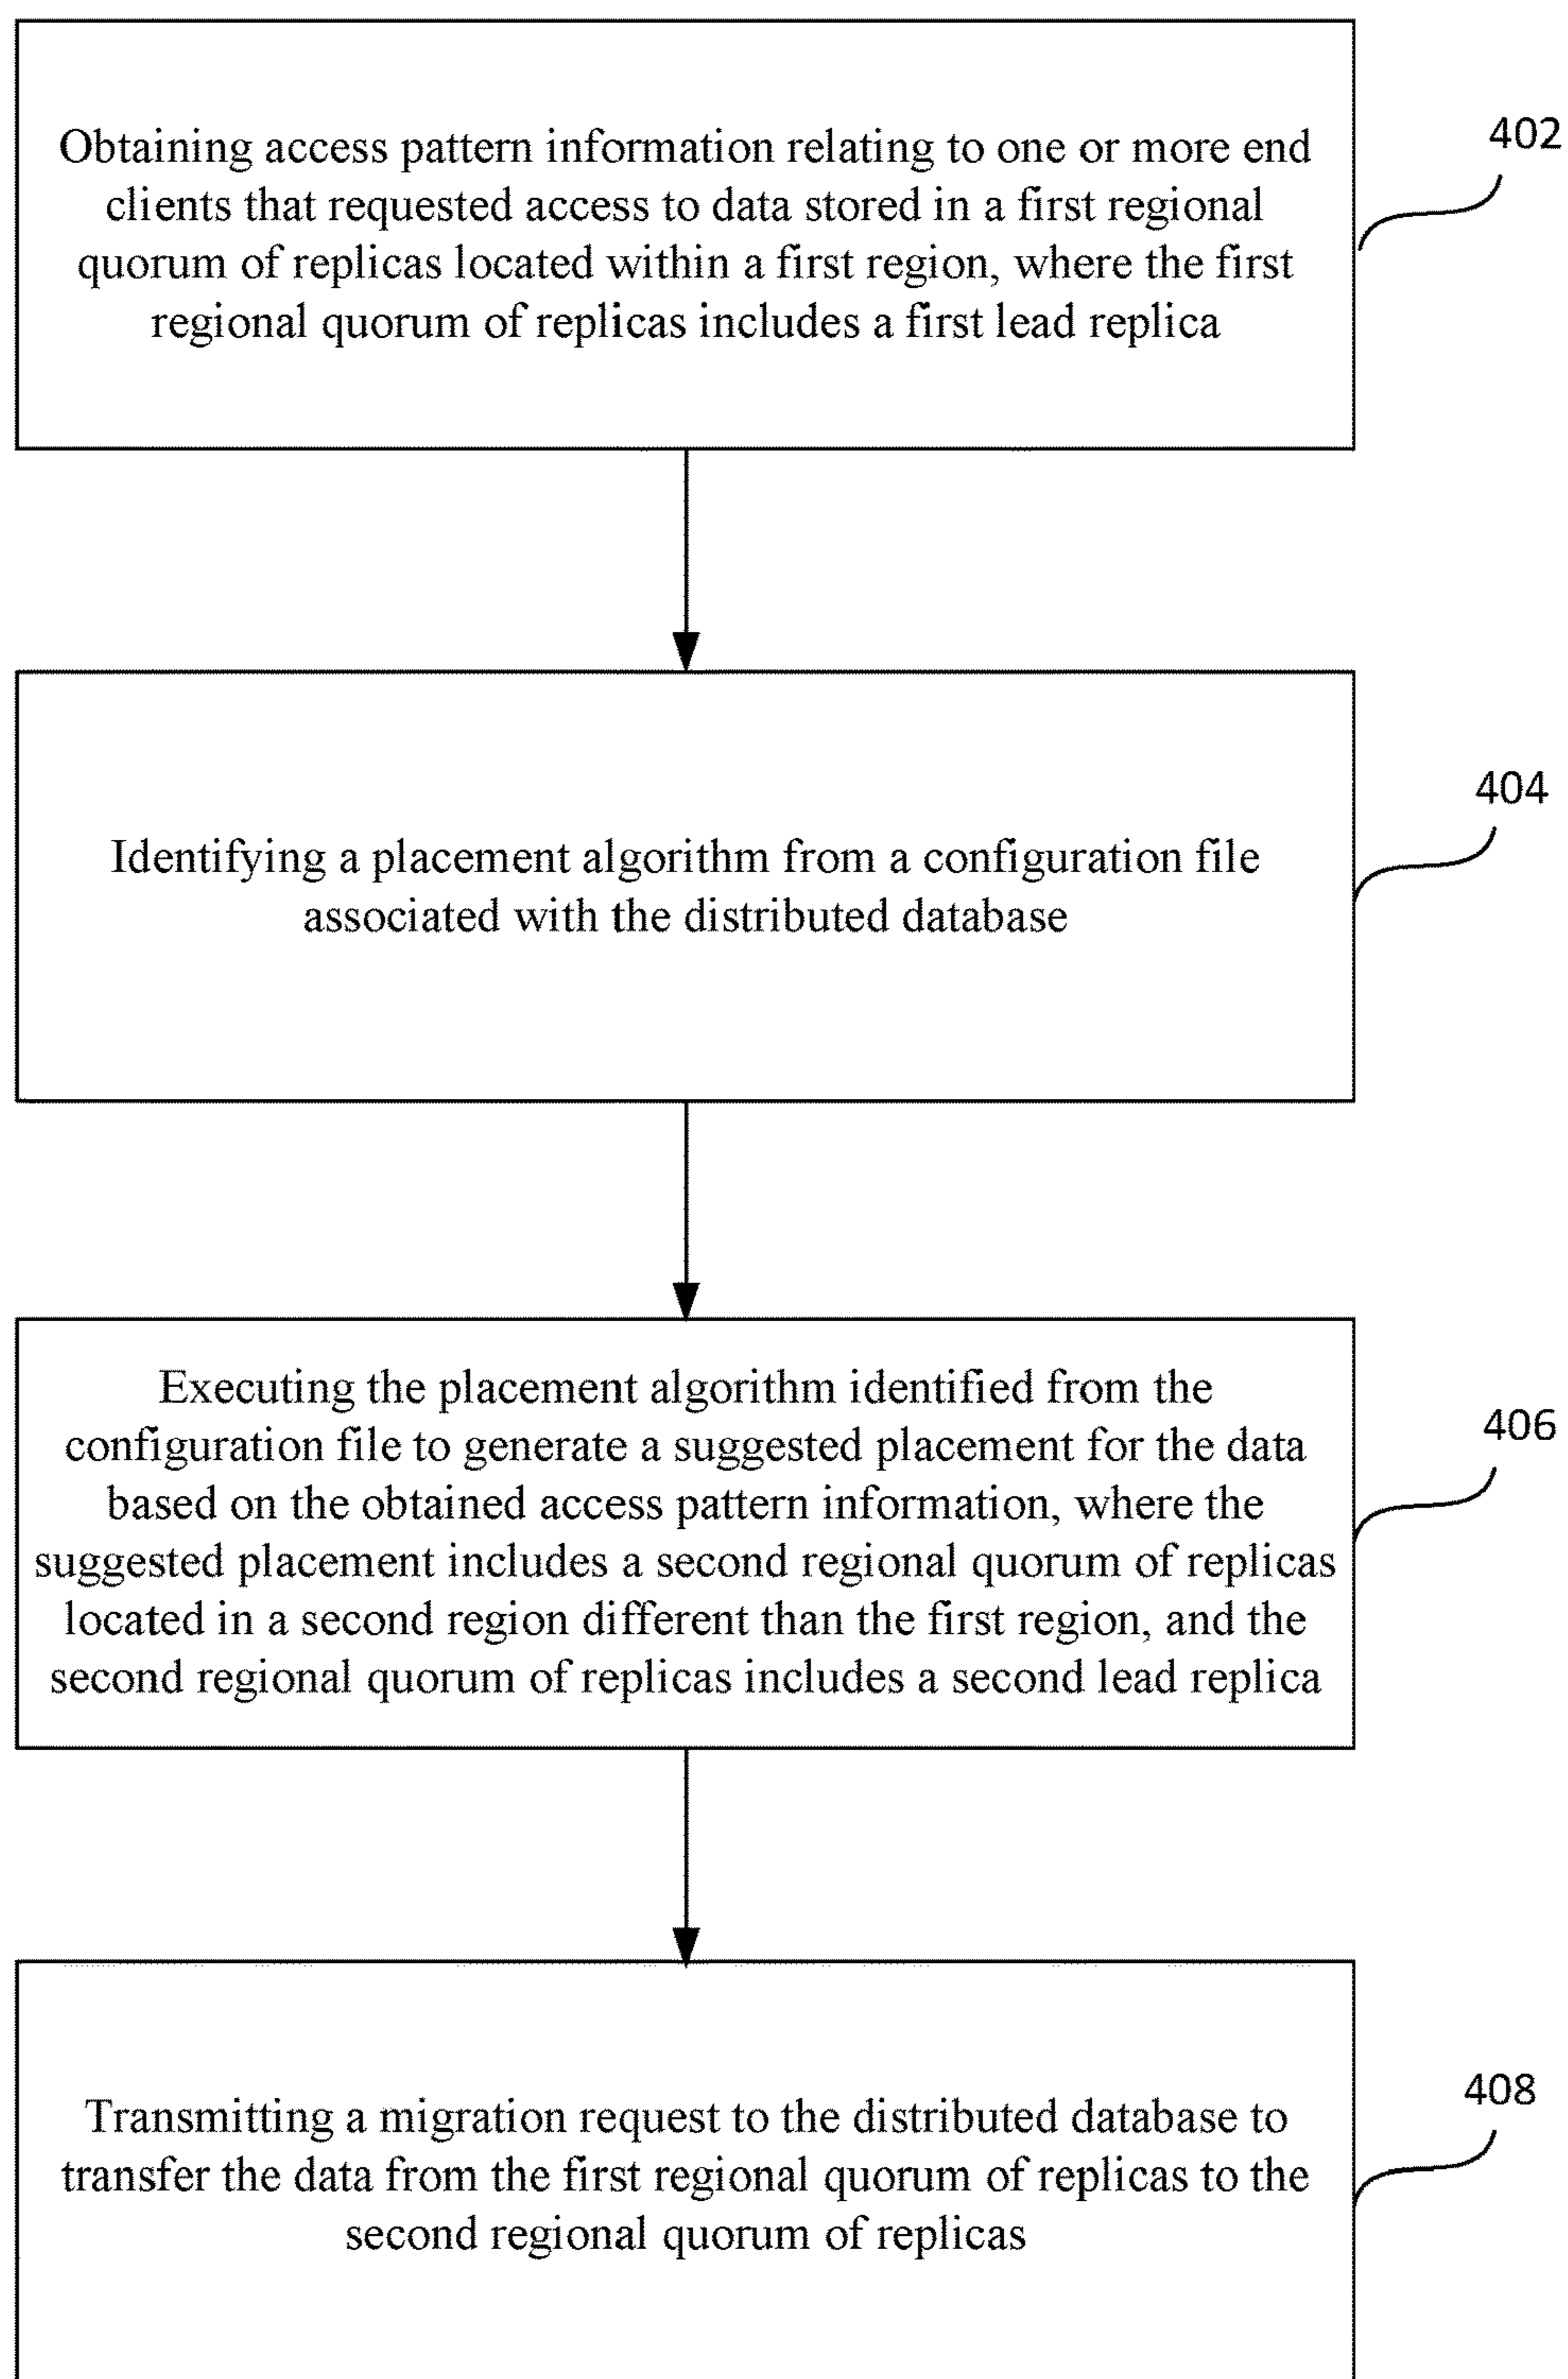 Obtaining access pattern information relating to one or more end
clients that requested access to data stored in a first regional
quorum of replicas located within a first region, where the first
regional quorum of replicas includes a first lead replica
402
Identifying a placement algorithm from a configuration file
associated with the distributed database
404
Executing the placement algorithm identified from the
configuration file to generate a suggested placement for the data
based on the obtained access pattern information, where the
suggested placement includes a second regional quorum of replicas
located in a second region different than the first region, and the
second regional quorum of replicas includes a second lead replica
406
Transmitting a migration request to the distributed database to
transfer the data from the first regional quorum of replicas to the
second regional quorum of replicas
408